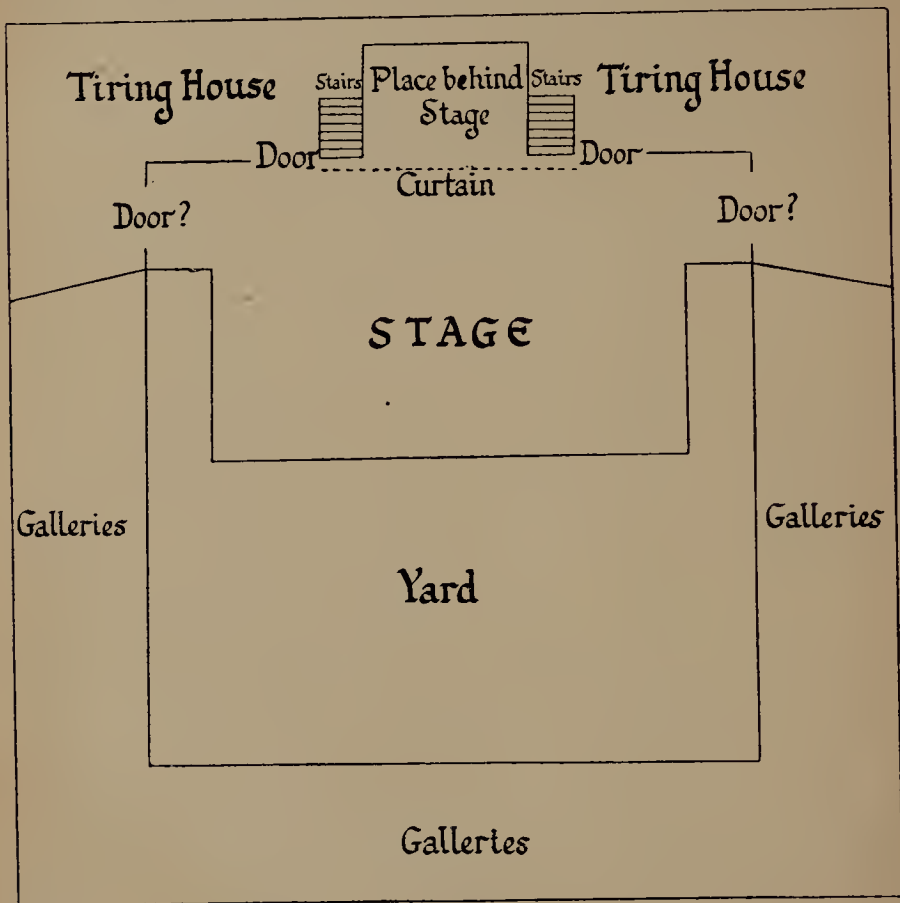 Tiring House
Stairs
Place behind
Stage
Stairs
Tiring House
Door
Door
Curtain
Door?
Door?
STAGE
Galleries
Galleries
Yard
Galleries